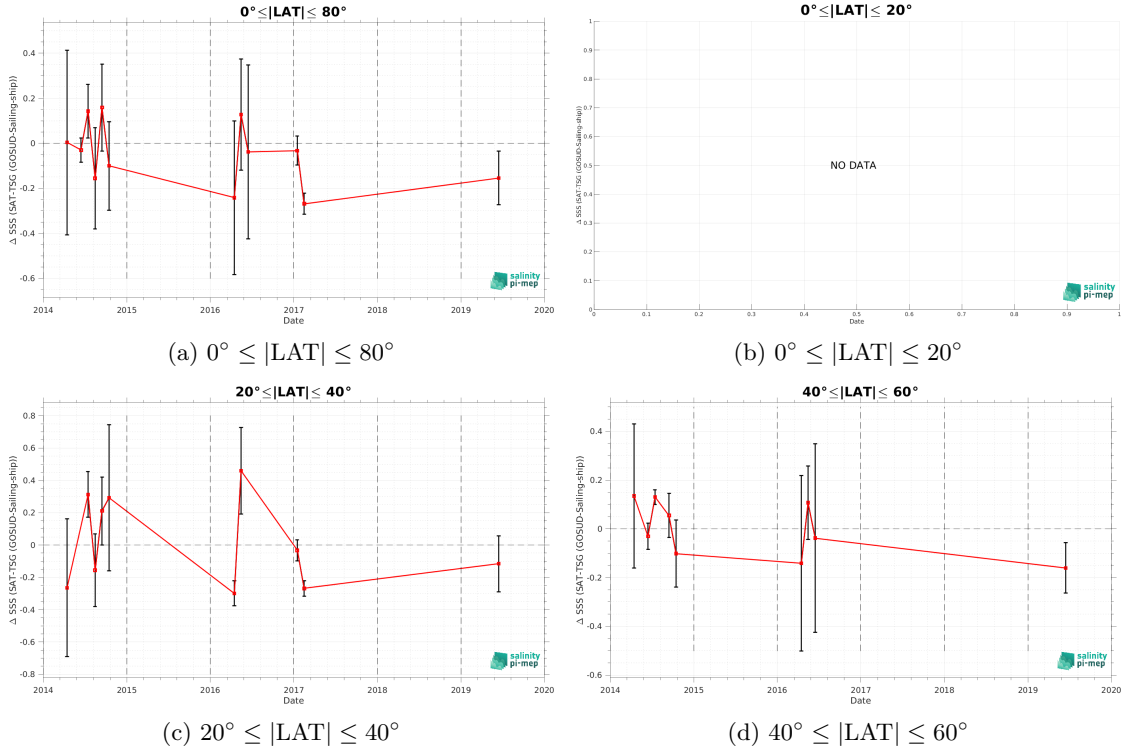 0°≤|LAT|≤ 80°
Δ SSS (SAT-TSG (GOSUD-Sailing-ship))
0.4
0.2
0
-0.2
-0.4
-0.6
2014 2015 2016 2017 2018 2019 2020
Date
salinity
pi-mep
(a) 0° ≤ |LAT| ≤ 80°
0°≤|LAT|≤ 20°
Δ SSS (SAT-TSG (GOSUD-Sailing-ship))
1
0.9
0.8
0.7
0.6
0.5
0.4
0.3
0.2
0.1
0
NO DATA
0 0.1 0.2 0.3 0.4 0.5 0.6 0.7 0.8 0.9 1
Date
salinity
pi-mep
(b) 0° ≤ |LAT| ≤ 20°
20°≤|LAT|≤ 40°
Δ SSS (SAT-TSG (GOSUD-Sailing-ship))
0.8
0.6
0.4
0.2
0
-0.2
-0.4
-0.6
-0.8
2014 2015 2016 2017 2018 2019 2020
Date
salinity
pi-mep
(c) 20° ≤ |LAT| ≤ 40°
40°≤|LAT|≤ 60°
Δ SSS (SAT-TSG (GOSUD-Sailing-ship))
0.4
0.2
0
-0.2
-0.4
-0.6
2014 2015 2016 2017 2018 2019 2020
Date
salinity
pi-mep
(d) 40° ≤ |LAT| ≤ 60°